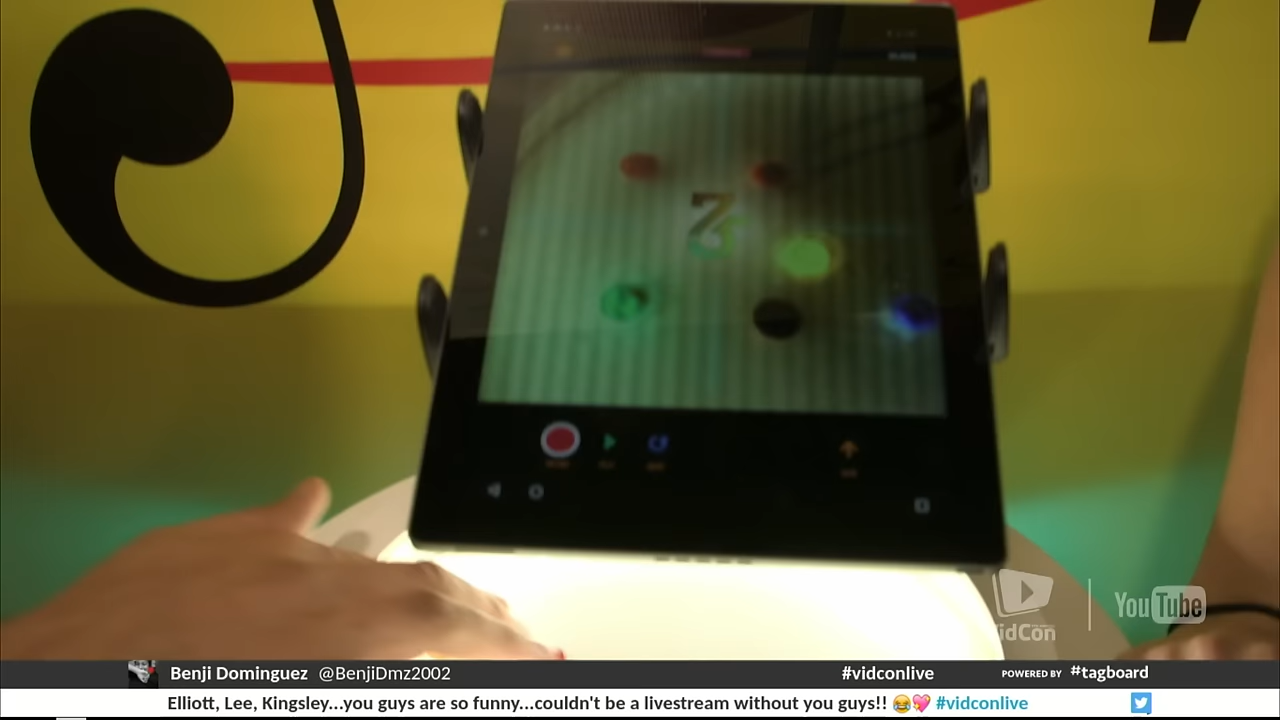 VidCon
YouTube
Benji Dominguez @BenjiDmz2002
#vidconlive
POWERED BY #tagboard
Elliott, Lee, Kingsley...you guys are so funny...couldn't be a livestream without you guys!! 😂💖 #vidconlive